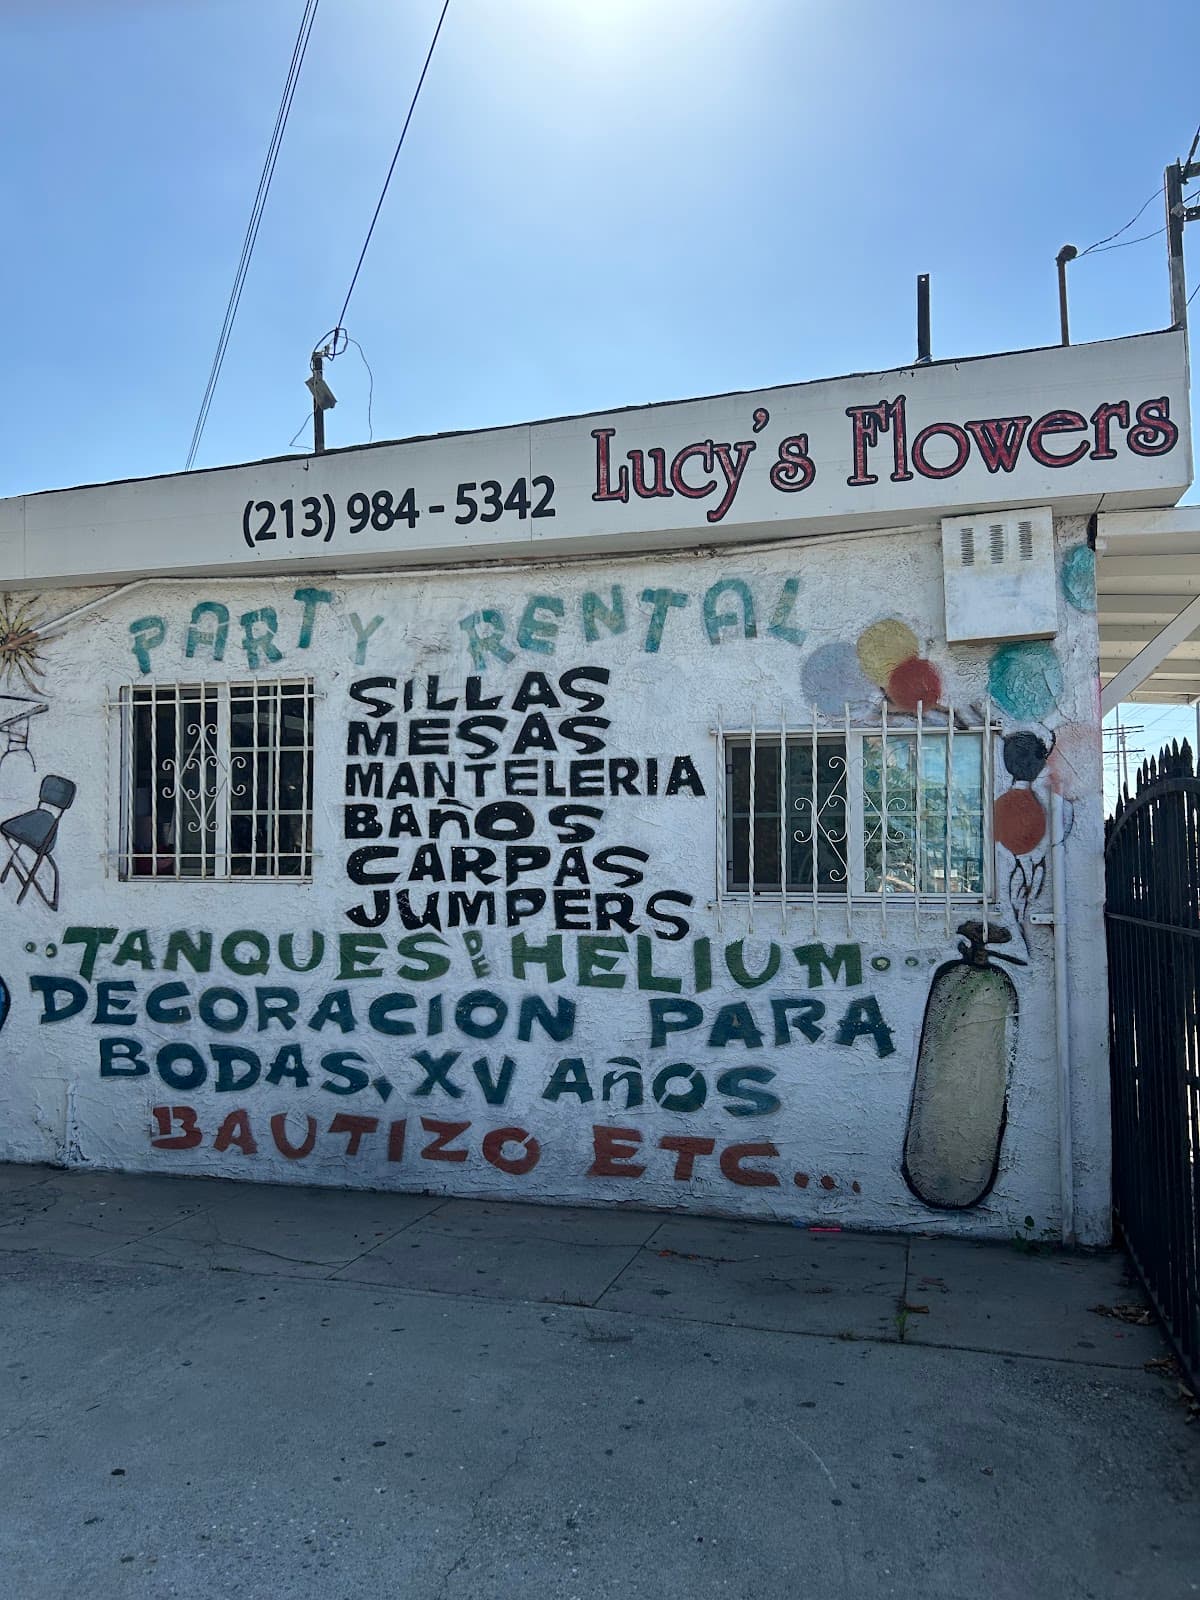 (213) 984-5342 Lucy's Flowers
PARTY RENTAL
SILLAS
MESAS
MANTELERIA
BAÑOS
CARPAS
JUMPERS
TANQUES DE HELIUM
DECORACION PARA
BODAS, XV AÑOS
BAUTIZO ETC...